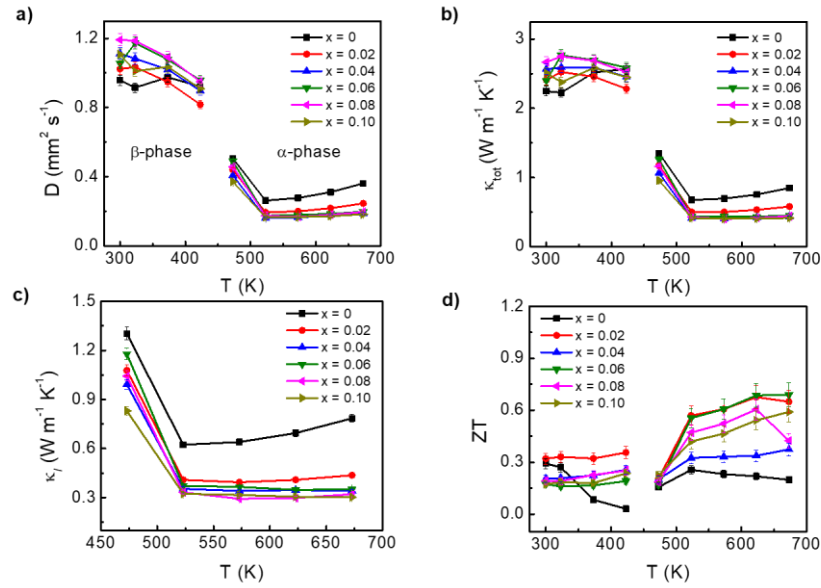 a)
D (mm² s⁻¹)
1.2
0.8
0.4
0.0
x = 0
x = 0.02
x = 0.04
x = 0.06
x = 0.08
x = 0.10
β-phase
α-phase
300 400 500 600 700
T (K)
b)
κtot (W m⁻¹ K⁻¹)
3
2
1
0
x = 0
x = 0.02
x = 0.04
x = 0.06
x = 0.08
x = 0.10
300 400 500 600 700
T (K)
c)
κl (W m⁻¹ K⁻¹)
1.5
1.2
0.9
0.6
0.3
x = 0
x = 0.02
x = 0.04
x = 0.06
x = 0.08
x = 0.10
450 500 550 600 650 700
T (K)
d)
ZT
1.2
0.9
0.6
0.3
0.0
x = 0
x = 0.02
x = 0.04
x = 0.06
x = 0.08
x = 0.10
300 400 500 600 700
T (K)